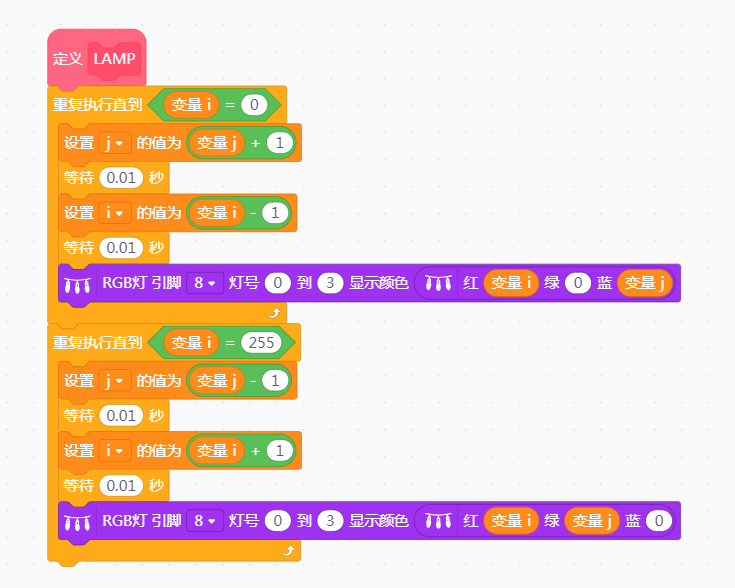 定义 LAMP
重复执行直到 变量 i = 0
设置 j 的值为 变量 j + 1
等待 0.01 秒
设置 i 的值为 变量 i - 1
等待 0.01 秒
RGB灯 引脚 8 灯号 0 到 3 显示颜色 红 变量 i 绿 0 蓝 变量 j
重复执行直到 变量 i = 255
设置 j 的值为 变量 j - 1
等待 0.01 秒
设置 i 的值为 变量 i + 1
等待 0.01 秒
RGB灯 引脚 8 灯号 0 到 3 显示颜色 红 变量 i 绿 变量 j 蓝 0